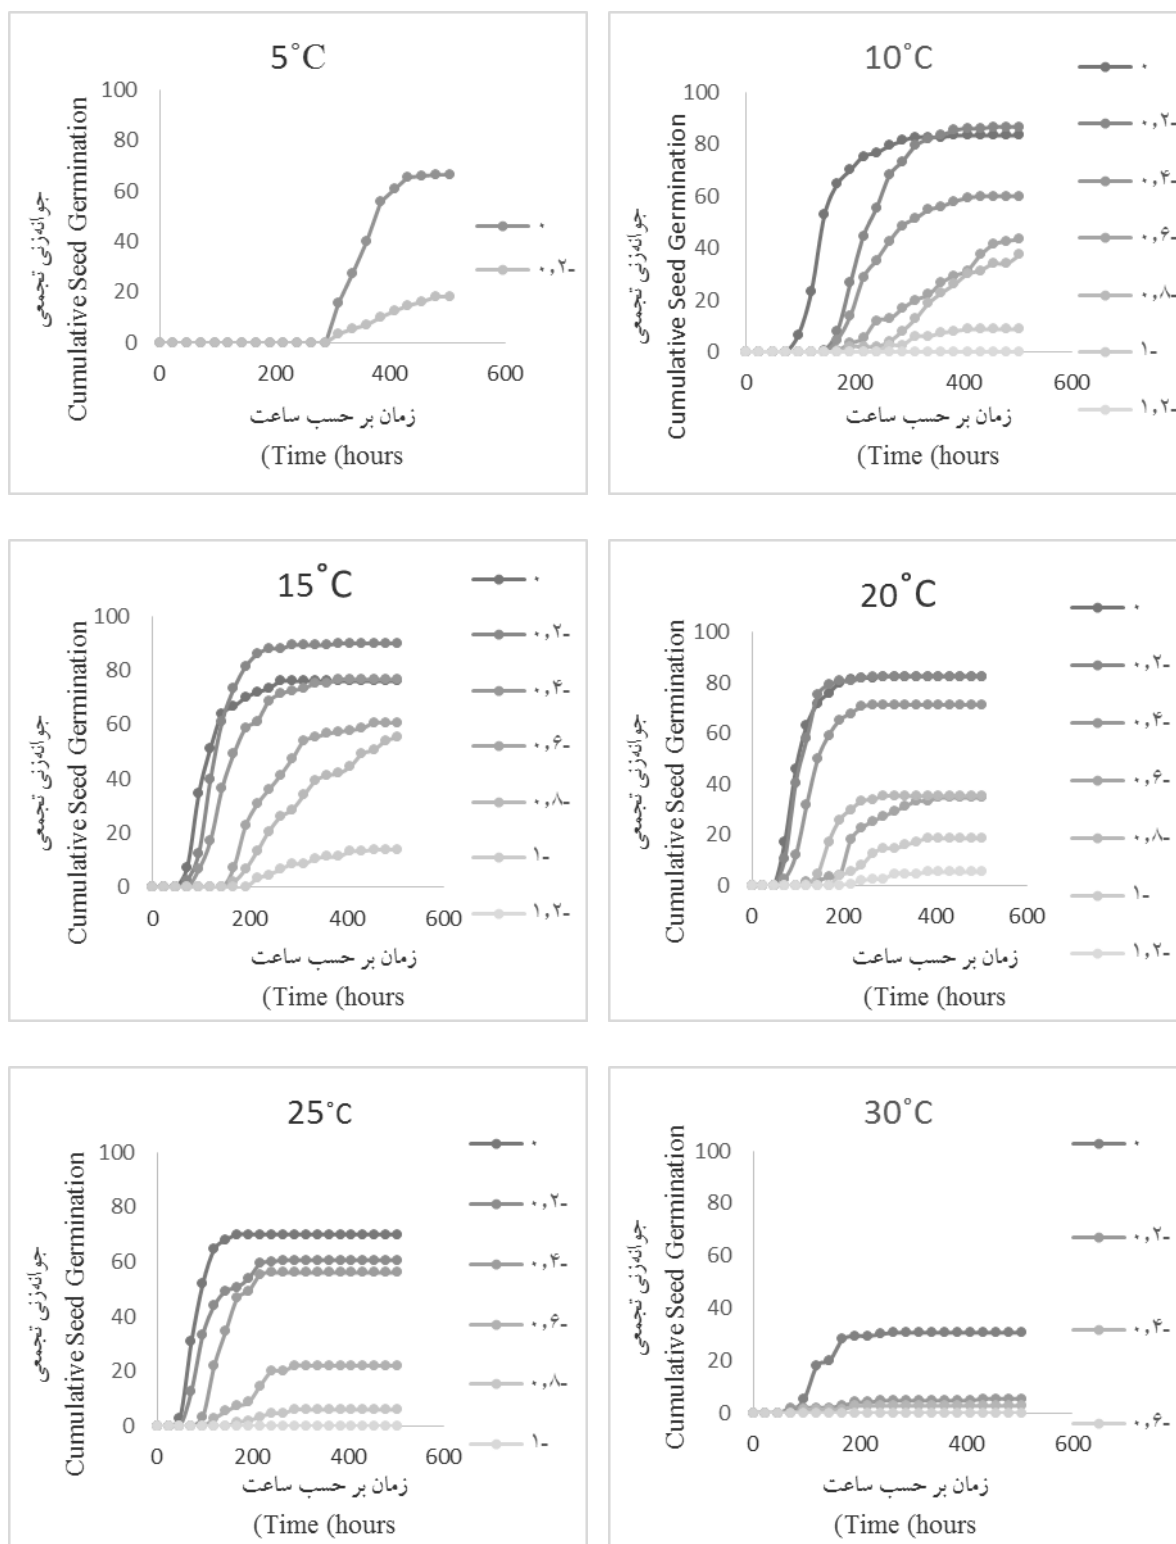 5°C
100
80
60
40
20
0
0 200 400 600
جوانه‌زنی تجمعی
Cumulative Seed Germination
زمان بر حسب ساعت
(Time (hours
۰
۰٫۲-
10°C
100
80
60
40
20
0
0 200 400 600
جوانه‌زنی تجمعی
Cumulative Seed Germination
زمان بر حسب ساعت
(Time (hours
۰
۰٫۲-
۰٫۴-
۰٫۶-
۰٫۸-
۱-
۱٫۲-
15°C
100
80
60
40
20
0
0 200 400 600
جوانه‌زنی تجمعی
Cumulative Seed Germination
زمان بر حسب ساعت
(Time (hours
۰
۰٫۲-
۰٫۴-
۰٫۶-
۰٫۸-
۱-
۱٫۲-
20°C
100
80
60
40
20
0
0 200 400 600
جوانه‌زنی تجمعی
Cumulative Seed Germination
زمان بر حسب ساعت
(Time (hours
۰
۰٫۲-
۰٫۴-
۰٫۶-
۰٫۸-
۱-
۱٫۲-
25°C
100
80
60
40
20
0
0 200 400 600
جوانه‌زنی تجمعی
Cumulative Seed Germination
زمان بر حسب ساعت
(Time (hours
۰
۰٫۲-
۰٫۴-
۰٫۶-
۰٫۸-
۱-
30°C
100
80
60
40
20
0
0 200 400 600
جوانه‌زنی تجمعی
Cumulative Seed Germination
زمان بر حسب ساعت
(Time (hours
۰
۰٫۲-
۰٫۴-
۰٫۶-